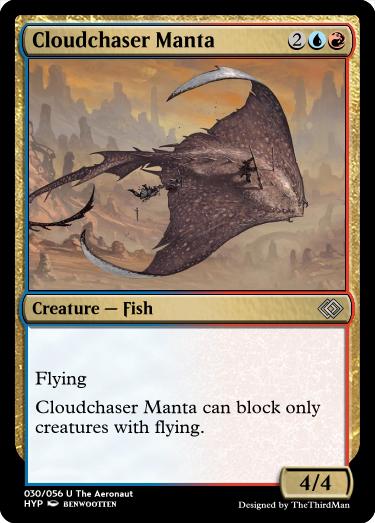 Cloudchaser Manta 2
Creature — Fish
Flying
Cloudchaser Manta can block only
creatures with flying.
4/4
030/056 U The Aeronaut
HYP BENWOOTTEN
Designed by TheThirdMan